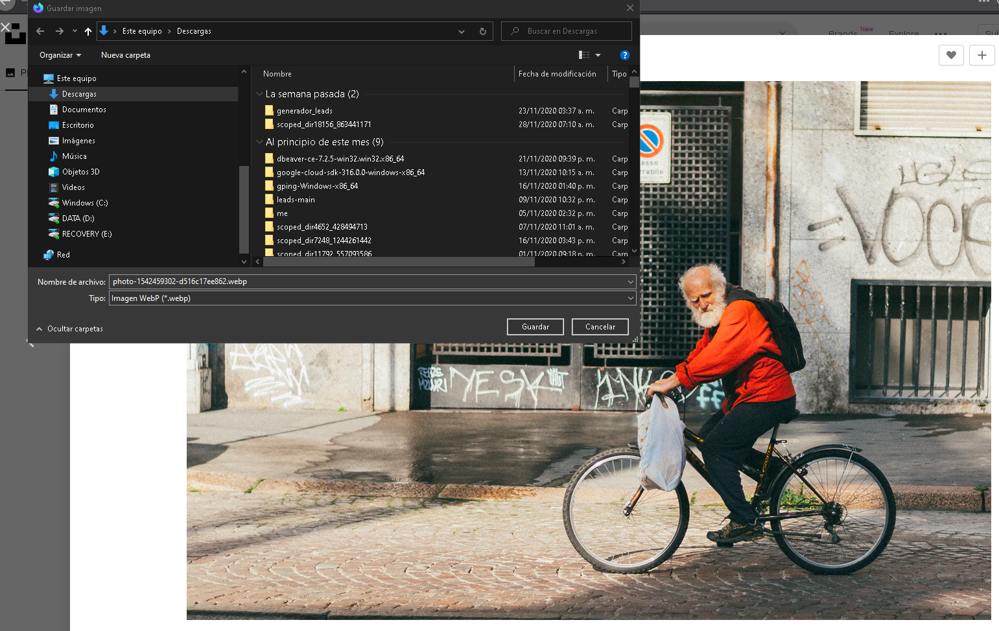 Guardar imagen
Este equipo
Descargas
Buscar en Descargas
Brands
New
Explore
Organizar
Nueva carpeta
Nombre
Fecha de modificación
Tipo
Este equipo
Descargas
Documentos
Escritorio
Imágenes
Música
Objetos 3D
Videos
Windows (C:)
DATA (D:)
RECOVERY (E:)
Red
La semana pasada (2)
generador_leads 23/11/2020 03:37 a. m. Carp
scoped_dir18156_863441171 28/11/2020 07:10 a. m. Carp
Al principio de este mes (9)
dbeaver-ce-7.2.5-win32.win32.x86_64 21/11/2020 09:39 p. m. Carp
google-cloud-sdk-316.0.0-windows-x86_64 13/11/2020 10:15 a. m. Carp
gping-Windows-x86_64 16/11/2020 01:40 p. m. Carp
leads-main 09/11/2020 10:32 p. m. Carp
me 05/11/2020 02:32 p. m. Carp
scoped_dir4652_428494713 07/11/2020 11:01 a. m. Carp
scoped_dir7248_1244261442 16/11/2020 03:43 p. m. Carp
scoped_dir11792_557093586 01/11/2020 09:18 p. m. Carp
Nombre de archivo: photo-1542459302-d516c17ee862.webp
Tipo: Imagen WebP (*.webp)
Ocultar carpetas
Guardar
Cancelar
asso
rabile